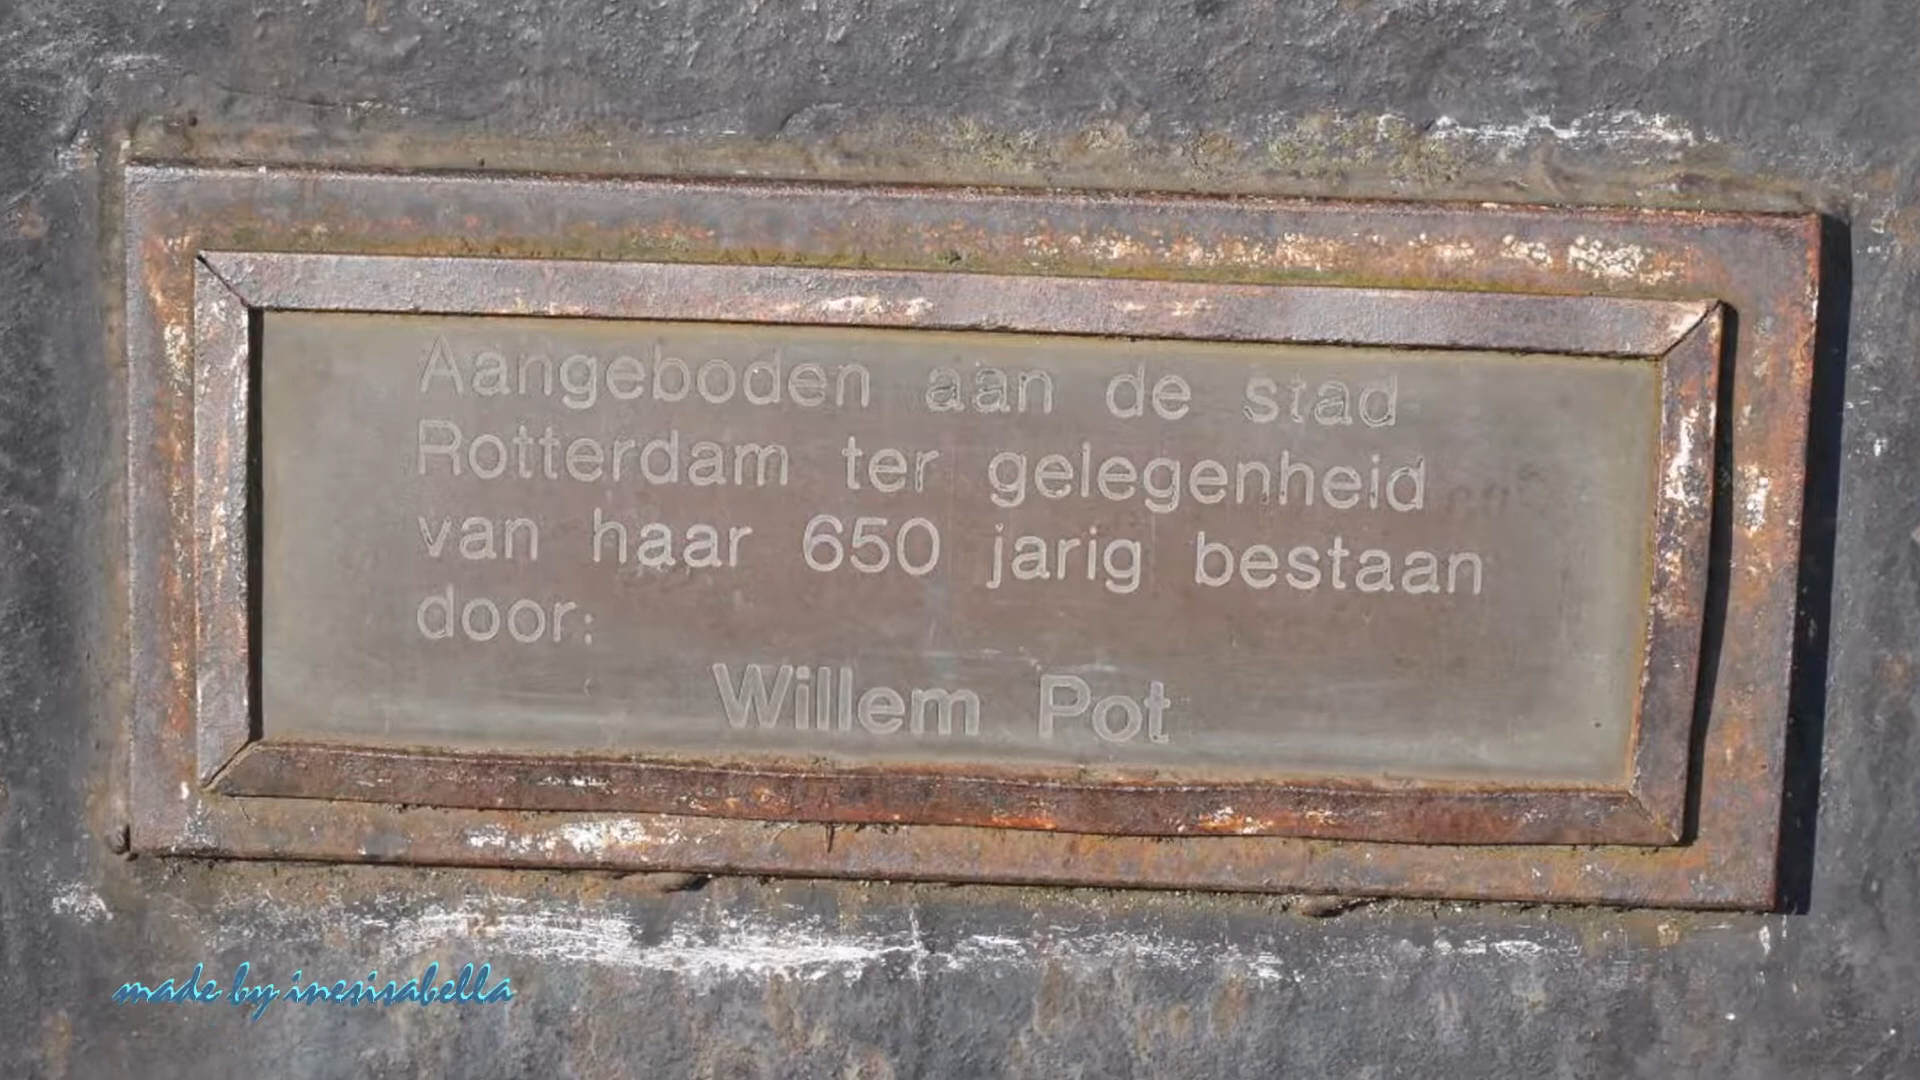 Aangeboden aan de stad
Rotterdam ter gelegenheid
van haar 650 jarig bestaan
door:
Willem Pot
made by inesisabella